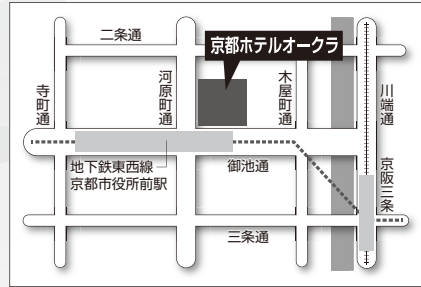 二条通
京都ホテルオークラ
寺町通
河原町通
木屋町通
川端通
地下鉄東西線
京都市役所前駅
御池通
京阪三条
三条通